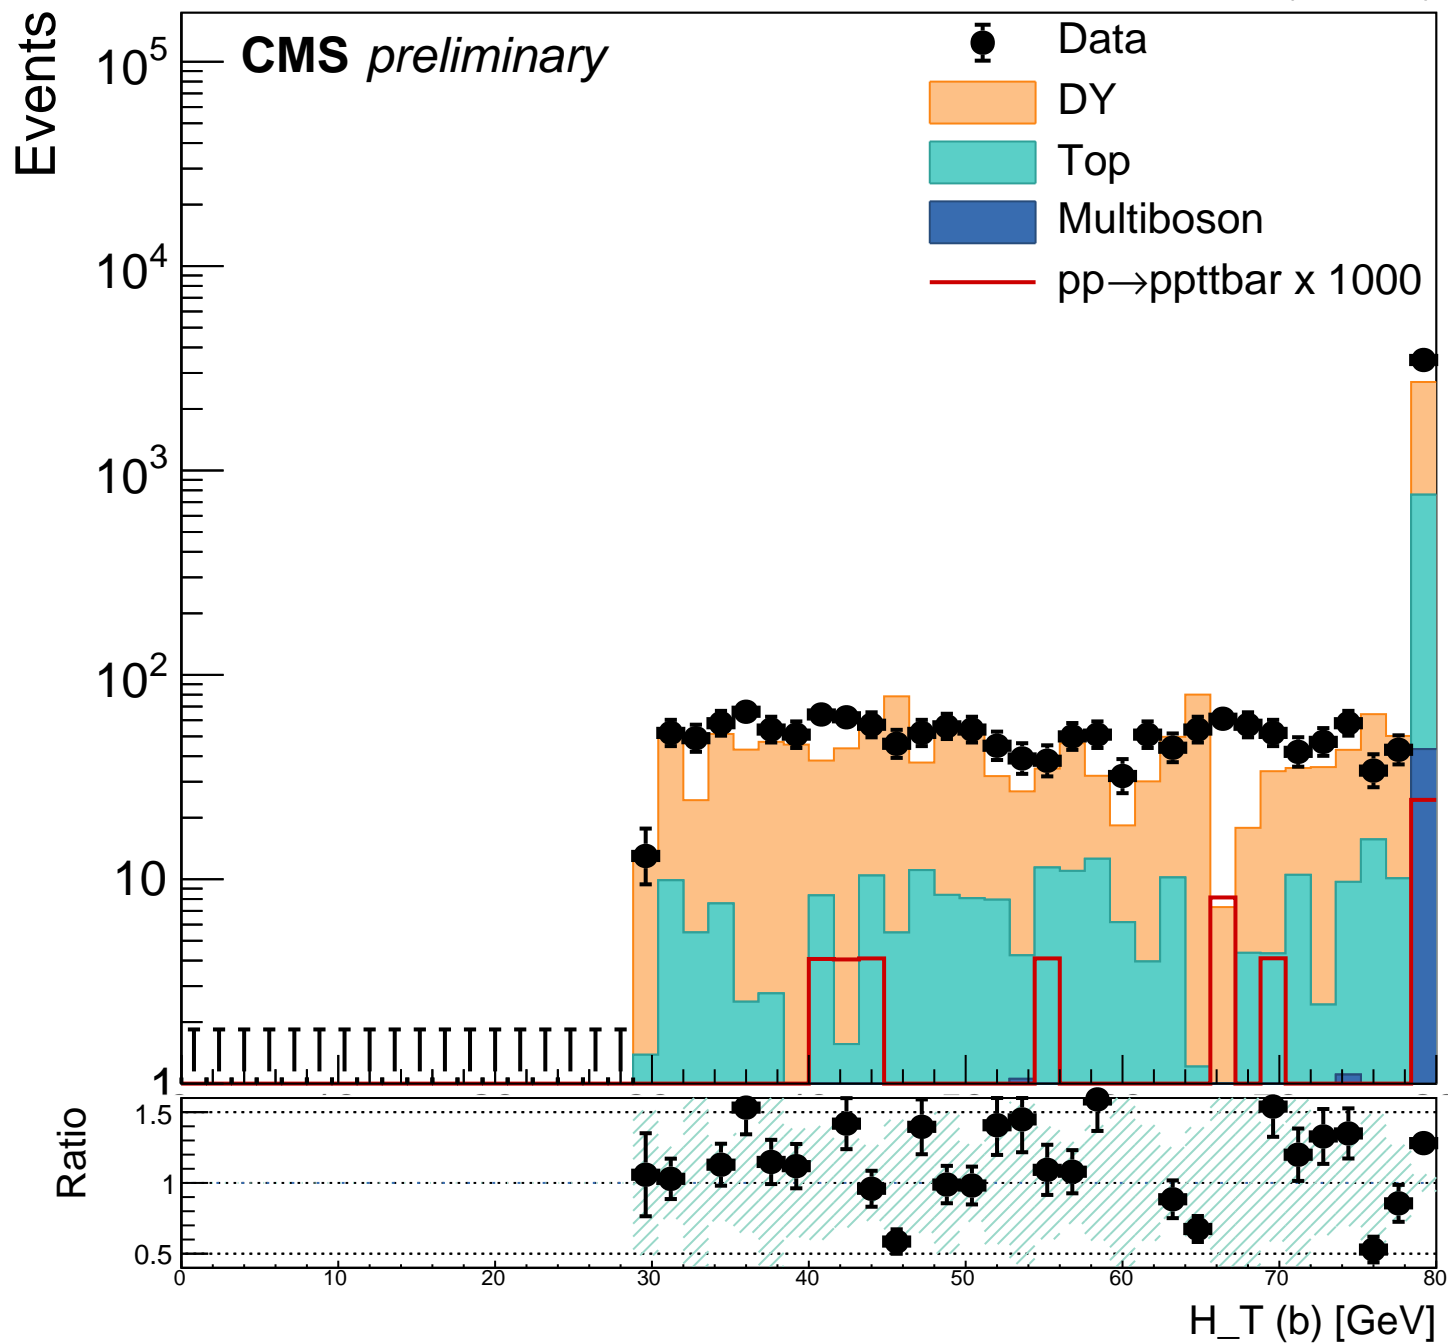 CMS preliminary
Events
10^5
10^4
10^3
10^2
10
1
Data
DY
Top
Multiboson
pp→ppttbar x 1000
Ratio
1.5
1
0.5
0 10 20 30 40 50 60 70 80
H_T (b) [GeV]